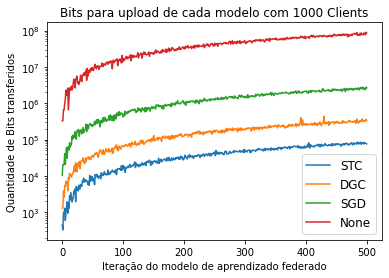 Bits para upload de cada modelo com 1000 Clients
Quantidade de Bits transferidos
10^8
10^7
10^6
10^5
10^4
10^3
0 100 200 300 400 500
Iteração do modelo de aprendizado federado
STC
DGC
SGD
None